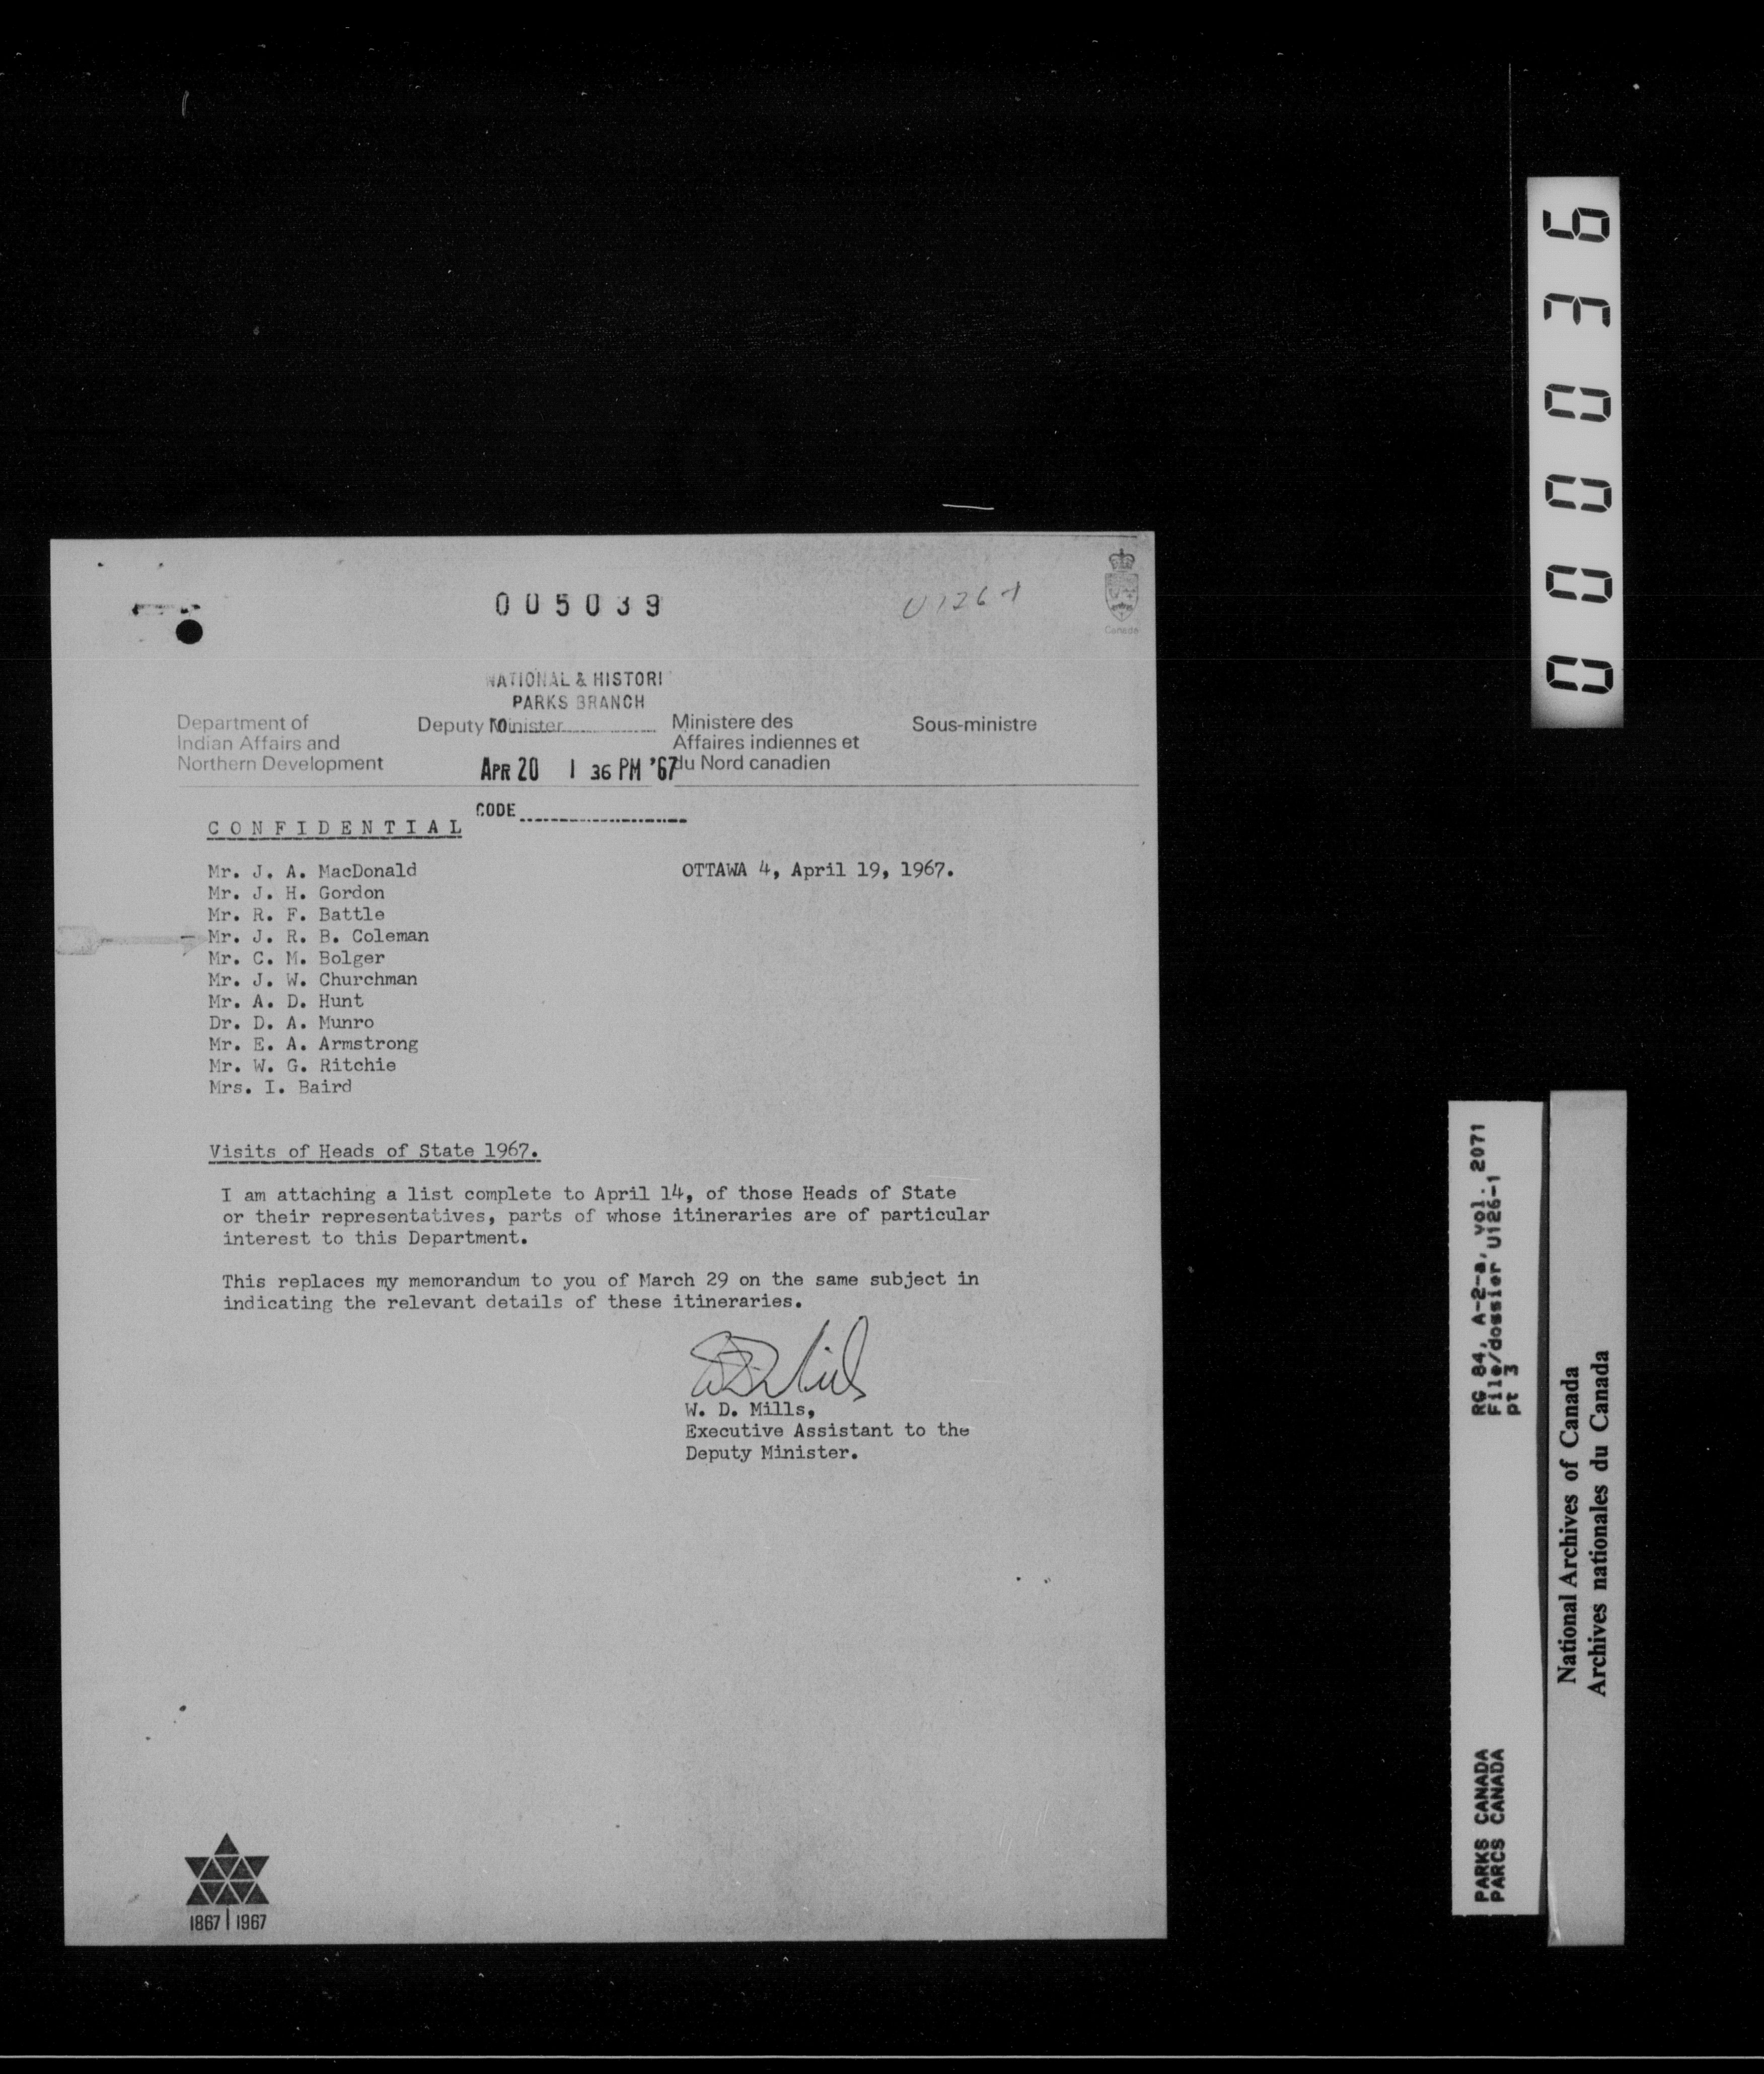 005039
U126-1
Canada
NATIONAL & HISTORI
PARKS BRANCH
TO
Department of
Indian Affairs and
Northern Development
Deputy Minister
Ministère des
Affaires indiennes et
du Nord canadien
Sous-ministre
APR 20 1 36 PM '67
CODE
CONFIDENTIAL
OTTAWA 4, April 19, 1967.
Mr. J. A. MacDonald
Mr. J. H. Gordon
Mr. R. F. Battle
Mr. J. R. B. Coleman
Mr. C. M. Bolger
Mr. J. W. Churchman
Mr. A. D. Hunt
Dr. D. A. Munro
Mr. E. A. Armstrong
Mr. W. G. Ritchie
Mrs. I. Baird
Visits of Heads of State 1967.
I am attaching a list complete to April 14, of those Heads of State
or their representatives, parts of whose itineraries are of particular
interest to this Department.
This replaces my memorandum to you of March 29 on the same subject in
indicating the relevant details of these itineraries.
W. D. Mills,
Executive Assistant to the
Deputy Minister.
1867 | 1967
000036
RG 84, A-2-a, vol. 2071
File/dossier U126-1
pt 3
PARKS CANADA
PARCS CANADA
National Archives of Canada
Archives nationales du Canada